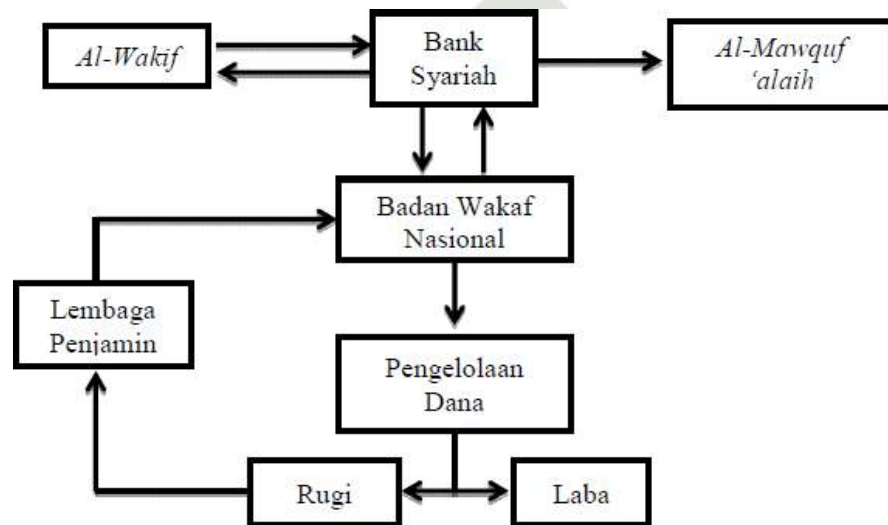 Al-Wakif
Bank
Syariah
Al-Mawquf
‘alaih
Badan Wakaf
Nasional
Lembaga
Penjamin
Pengelolaan
Dana
Rugi
Laba